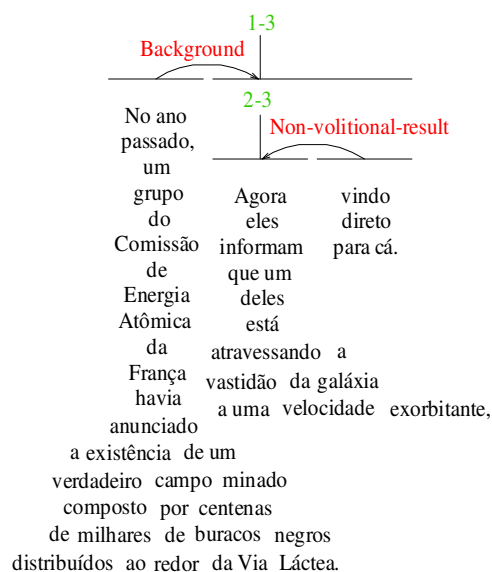 1-3
Background
2-3
Non-volitional-result
No ano
passado,
um
grupo
do
Comissão
de
Energia
Atômica
da
França
havia
anunciado
a existência de um
verdadeiro campo minado
composto por centenas
de milhares de buracos negros
distribuídos ao redor da Via Láctea.
Agora
eles
informam
que um
deles
está
atravessando a
vastidão da galáxia
a uma velocidade exorbitante,
vindo
direto
para cá.